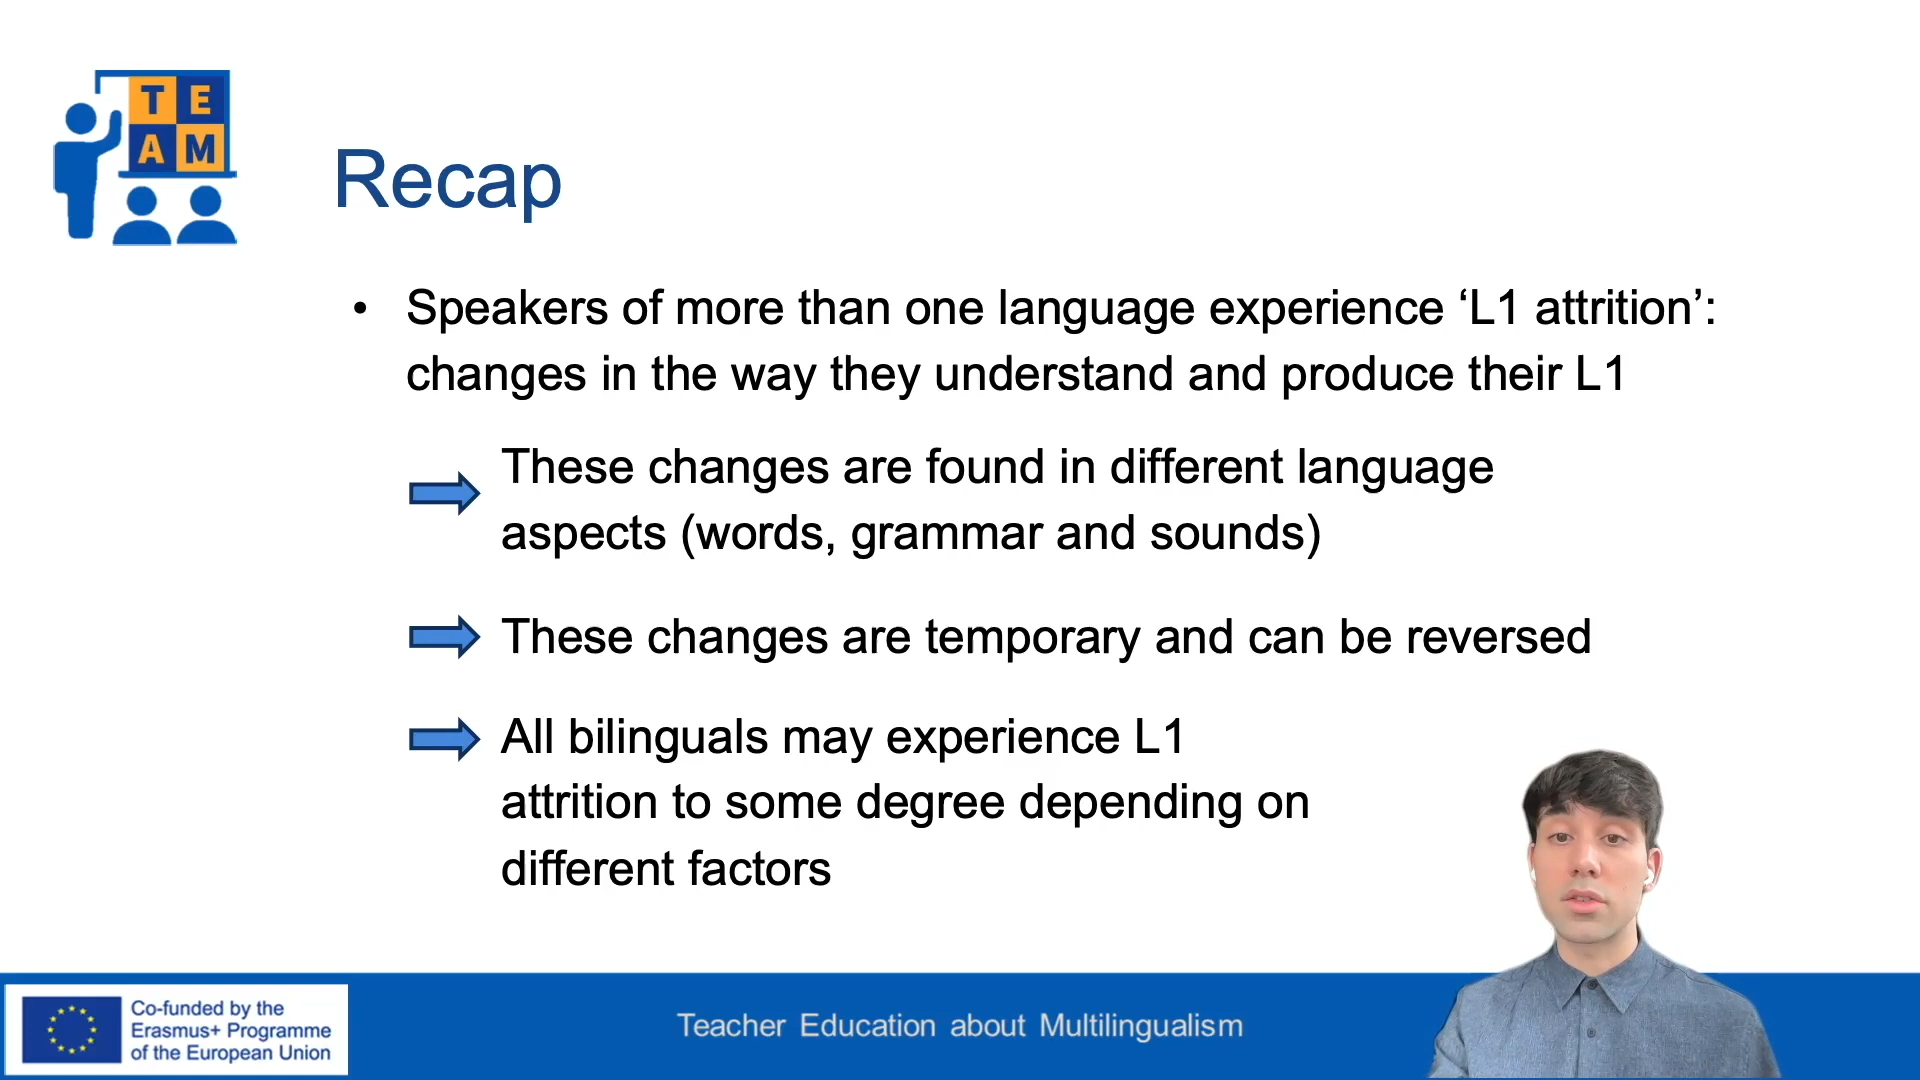 T E
A M
Recap
• Speakers of more than one language experience ‘L1 attrition’:
changes in the way they understand and produce their L1
These changes are found in different language
aspects (words, grammar and sounds)
These changes are temporary and can be reversed
All bilinguals may experience L1
attrition to some degree depending on
different factors
Co-funded by the
Erasmus+ Programme
of the European Union
Teacher Education about Multilingualism